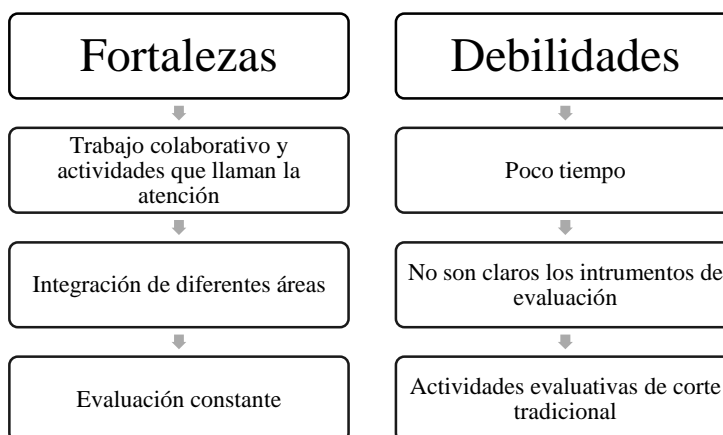 Fortalezas
Trabajo colaborativo y
actividades que llaman la
atención
Integración de diferentes áreas
Evaluación constante
Debilidades
Poco tiempo
No son claros los intrumentos de
evaluación
Actividades evaluativas de corte
tradicional